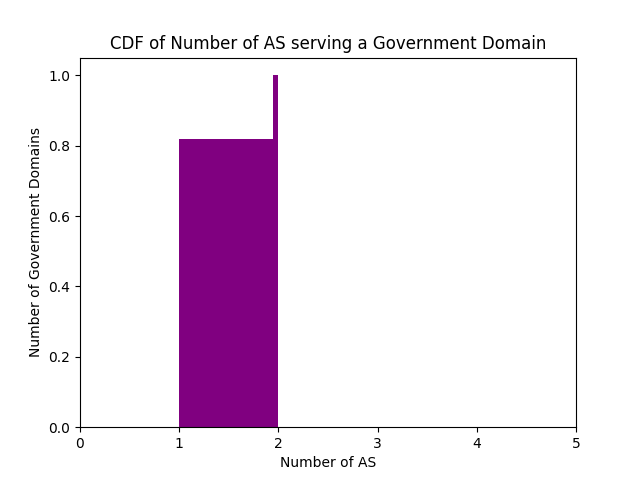 CDF of Number of AS serving a Government Domain
Number of Government Domains
1.0
0.8
0.6
0.4
0.2
0.0
0 1 2 3 4 5
Number of AS